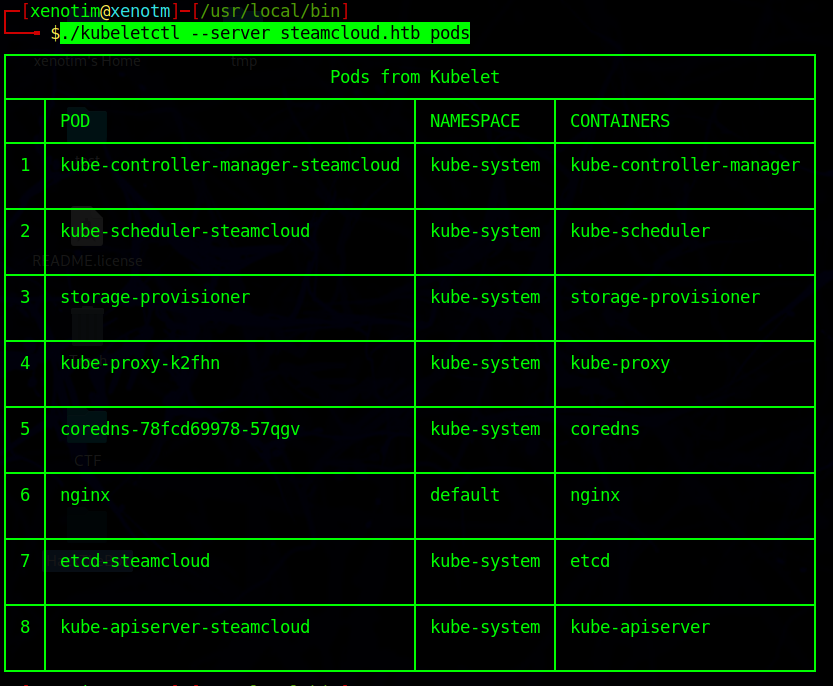 [xenotim@xenotm]─[/usr/local/bin]
$./kubeletctl --server steamcloud.htb pods
xenotim's Home tmp
Pods from Kubelet
POD NAMESPACE CONTAINERS
1 kube-controller-manager-steamcloud kube-system kube-controller-manager
2 kube-scheduler-steamcloud kube-system kube-scheduler
README.license
3 storage-provisioner kube-system storage-provisioner
4 kube-proxy-k2fhn kube-system kube-proxy
5 coredns-78fcd69978-57qgv kube-system coredns
CTF
6 nginx default nginx
7 etcd-steamcloud kube-system etcd
8 kube-apiserver-steamcloud kube-system kube-apiserver